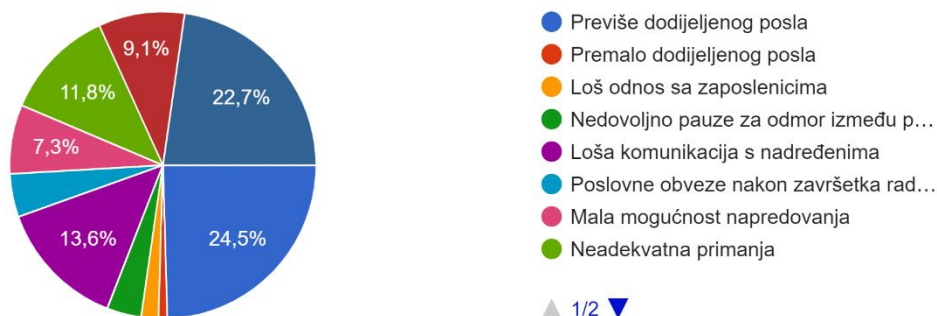 9,1%
11,8%
22,7%
7,3%
13,6%
24,5%
Previše dodijeljenog posla
Premalo dodijeljenog posla
Loš odnos sa zaposlenicima
Nedovoljno pauze za odmor između p…
Loša komunikacija s nadređenima
Poslovne obveze nakon završetka rad…
Mala mogućnost napredovanja
Neadekvatna primanja
1/2